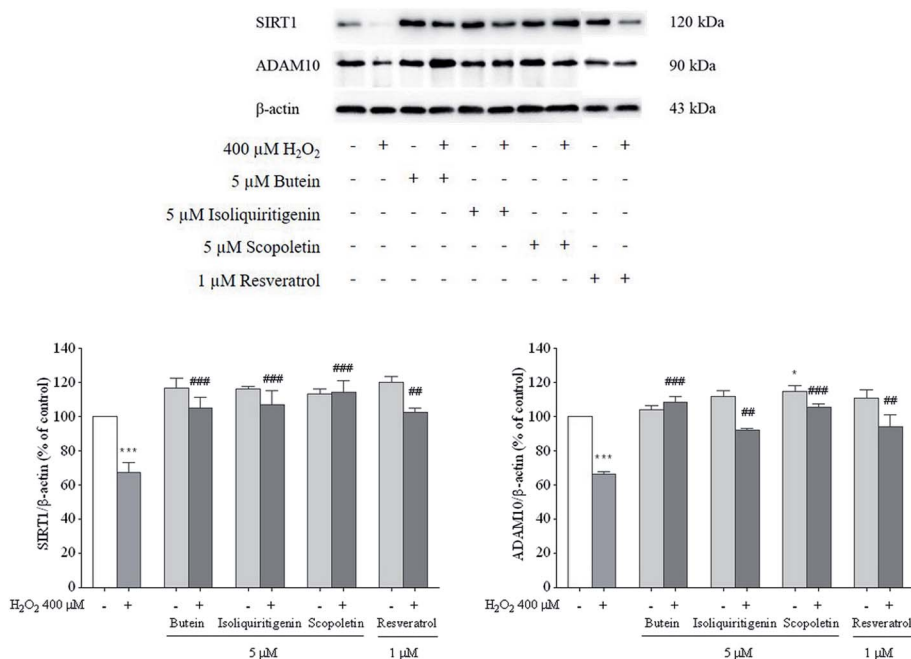 SIRT1 120 kDa
ADAM10 90 kDa
β-actin 43 kDa
400 µM H₂O₂ - + - + - + - + - +
5 µM Butein - - + + - - - - - -
5 µM Isoliquiritigenin - - - - + + - - - -
5 µM Scopoletin - - - - - - + + - -
1 µM Resveratrol - - - - - - - - + +
SIRT1/β-actin (% of control)
140
120
100
80
60
40
20
0
***
###
###
###
##
H₂O₂ 400 µM - + - + - + - + - +
Butein Isoliquiritigenin Scopoletin Resveratrol
5 µM 1 µM
ADAM10/β-actin (% of control)
140
120
100
80
60
40
20
0
***
###
##
*
###
##
H₂O₂ 400 µM - + - + - + - + - +
Butein Isoliquiritigenin Scopoletin Resveratrol
5 µM 1 µM